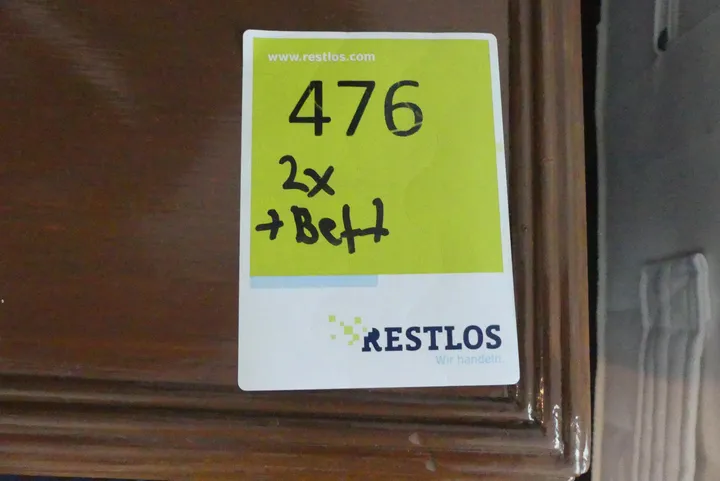 www.restlos.com
476
2x
+ Bett
RESTLOS
Wir handeln.